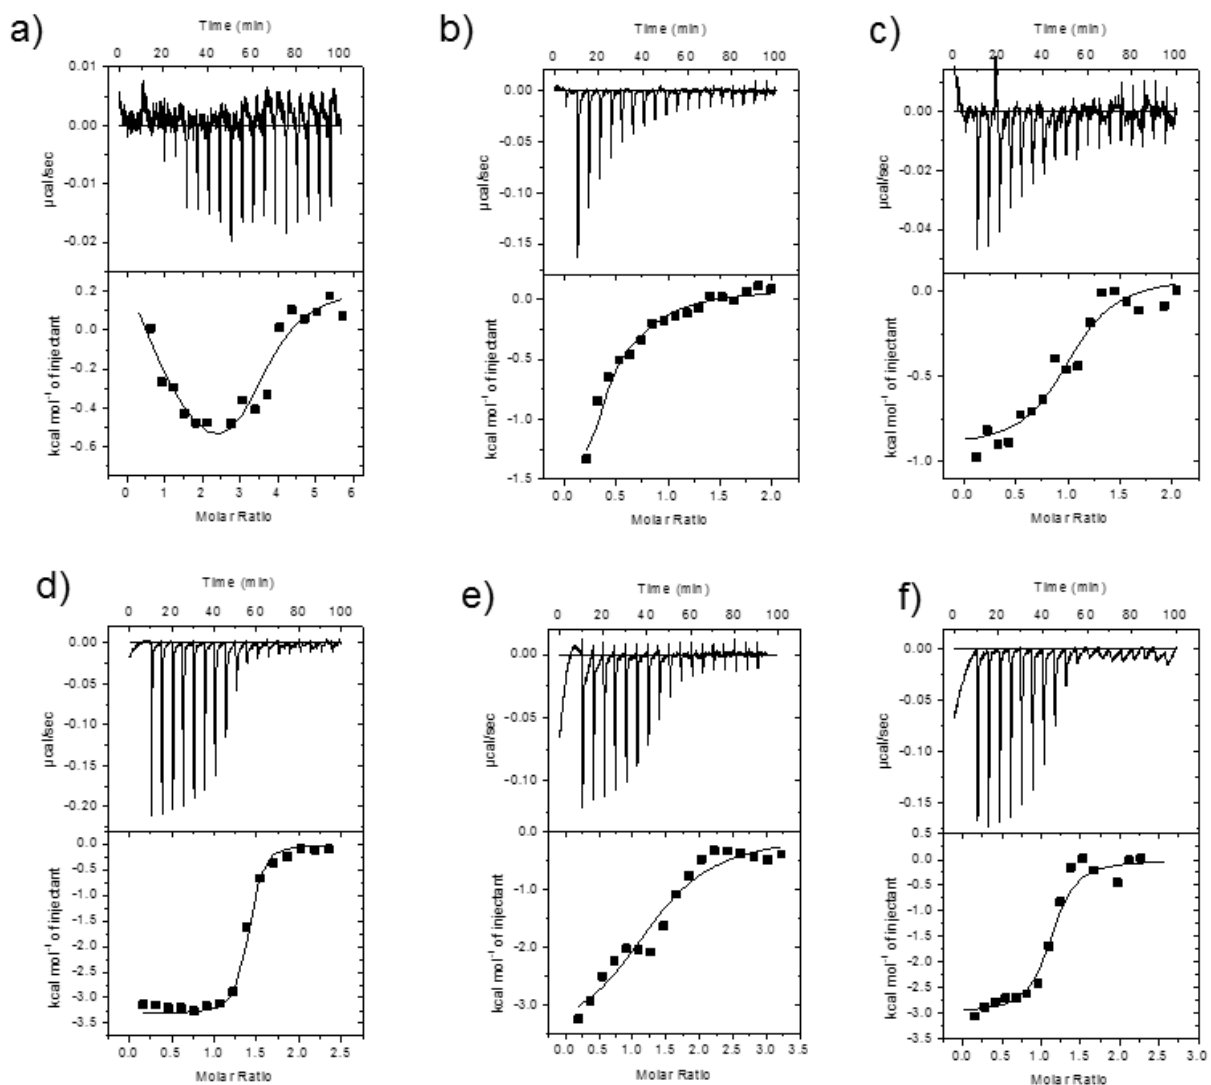 a)
Time (min)
0 20 40 60 80 100
0.01
0.00
-0.01
-0.02
µcal/sec
0.2
0.0
-0.2
-0.4
-0.6
kcal mol⁻¹ of injectant
0 1 2 3 4 5 6
Molar Ratio
b)
Time (min)
0 20 40 60 80 100
0.00
-0.05
-0.10
-0.15
µcal/sec
0.0
-0.5
-1.0
-1.5
kcal mol⁻¹ of injectant
0.0 0.5 1.0 1.5 2.0
Molar Ratio
c)
Time (min)
0 20 40 60 80 100
0.00
-0.02
-0.04
µcal/sec
0.0
-0.5
-1.0
kcal mol⁻¹ of injectant
0.0 0.5 1.0 1.5 2.0
Molar Ratio
d)
Time (min)
0 20 40 60 80 100
0.00
-0.05
-0.10
-0.15
-0.20
µcal/sec
0.0
-0.5
-1.0
-1.5
-2.0
-2.5
-3.0
-3.5
kcal mol⁻¹ of injectant
0.0 0.5 1.0 1.5 2.0 2.5
Molar Ratio
e)
Time (min)
0 10 20 30 40 50 60 70 80 90 100
0.00
-0.05
-0.10
µcal/sec
0.0
-1.0
-2.0
-3.0
kcal mol⁻¹ of injectant
0.0 0.5 1.0 1.5 2.0 2.5 3.0 3.5
Molar Ratio
f)
Time (min)
0 20 40 60 80 100
0.00
-0.05
-0.10
-0.15
µcal/sec
0.5
0.0
-0.5
-1.0
-1.5
-2.0
-2.5
-3.0
-3.5
kcal mol⁻¹ of injectant
0.0 0.5 1.0 1.5 2.0 2.5 3.0
Molar Ratio